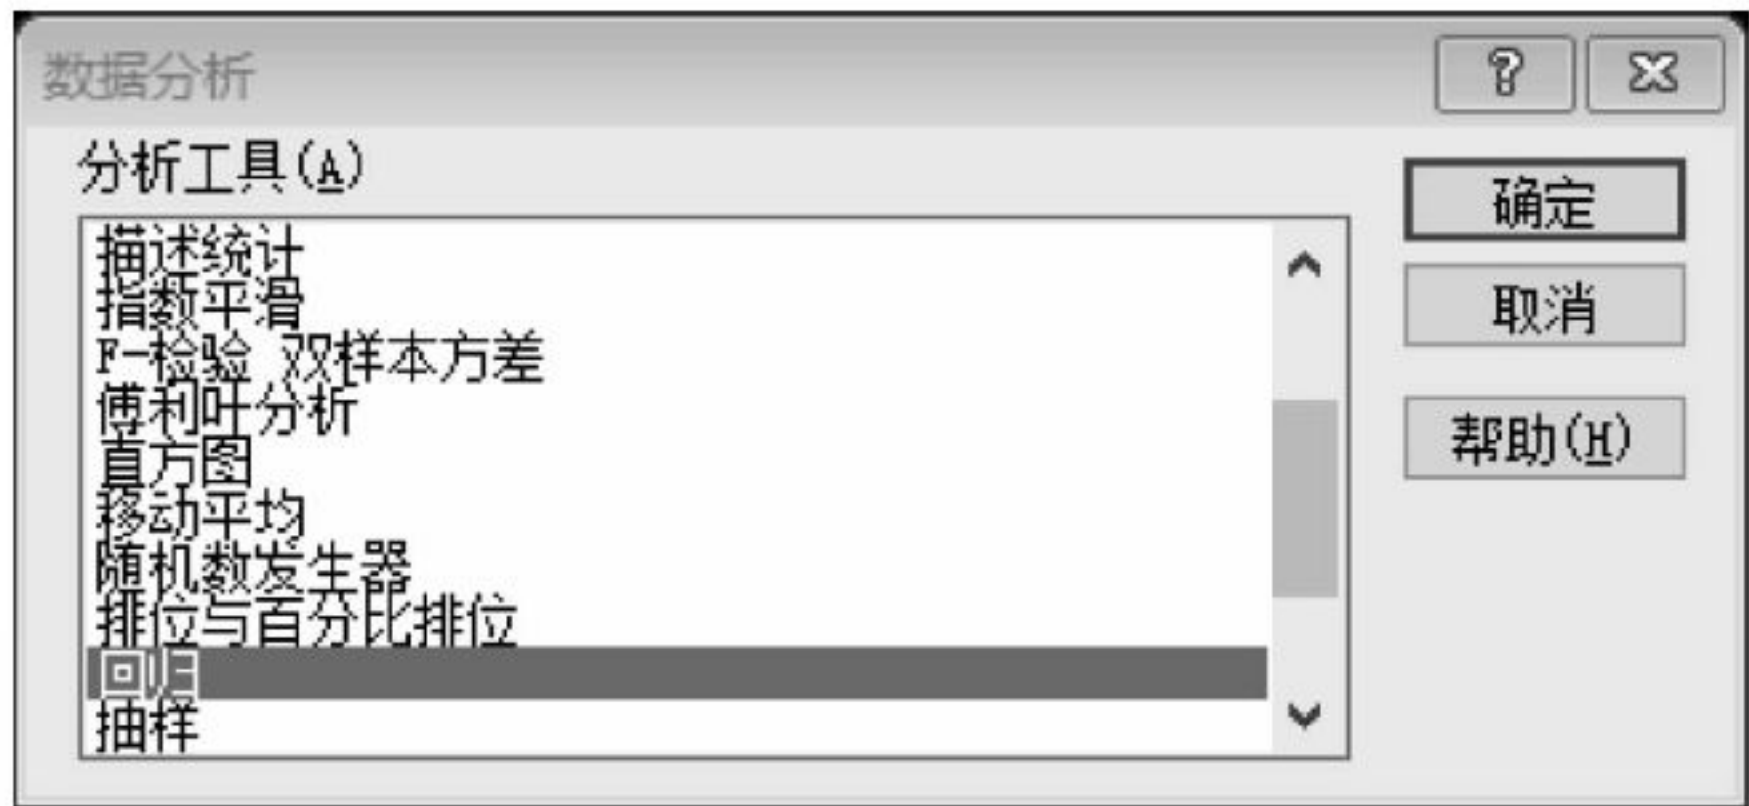 数据分析
分析工具(A)
描述统计
指数平滑
F-检验 双样本方差
傅利叶分析
直方图
移动平均
随机数发生器
排位与百分比排位
回归
抽样
确定
取消
帮助(H)